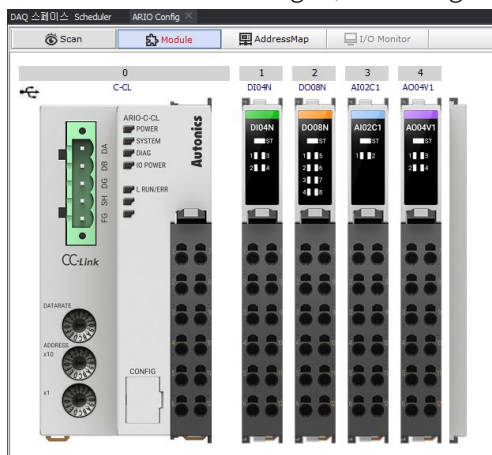 DAQ 스페이스 Scheduler ARIO Config ×
Scan Module AddressMap I/O Monitor
0 1 2 3 4
C-CL DI04N DO08N AI02C1 AO04V1
ARIO-C-CL
POWER
SYSTEM
DIAG
IO POWER
L RUN/ERR
Autonics
DA
DB
DG
SH
FG
CC-Link
DATARATE
ADDRESS
x10
x1
CONFIG
DI04N
ST
1 3
2 4
DO08N
ST
1 5
2 6
3 7
4 8
AI02C1
ST
1 2
AO04V1
ST
1 3
2 4